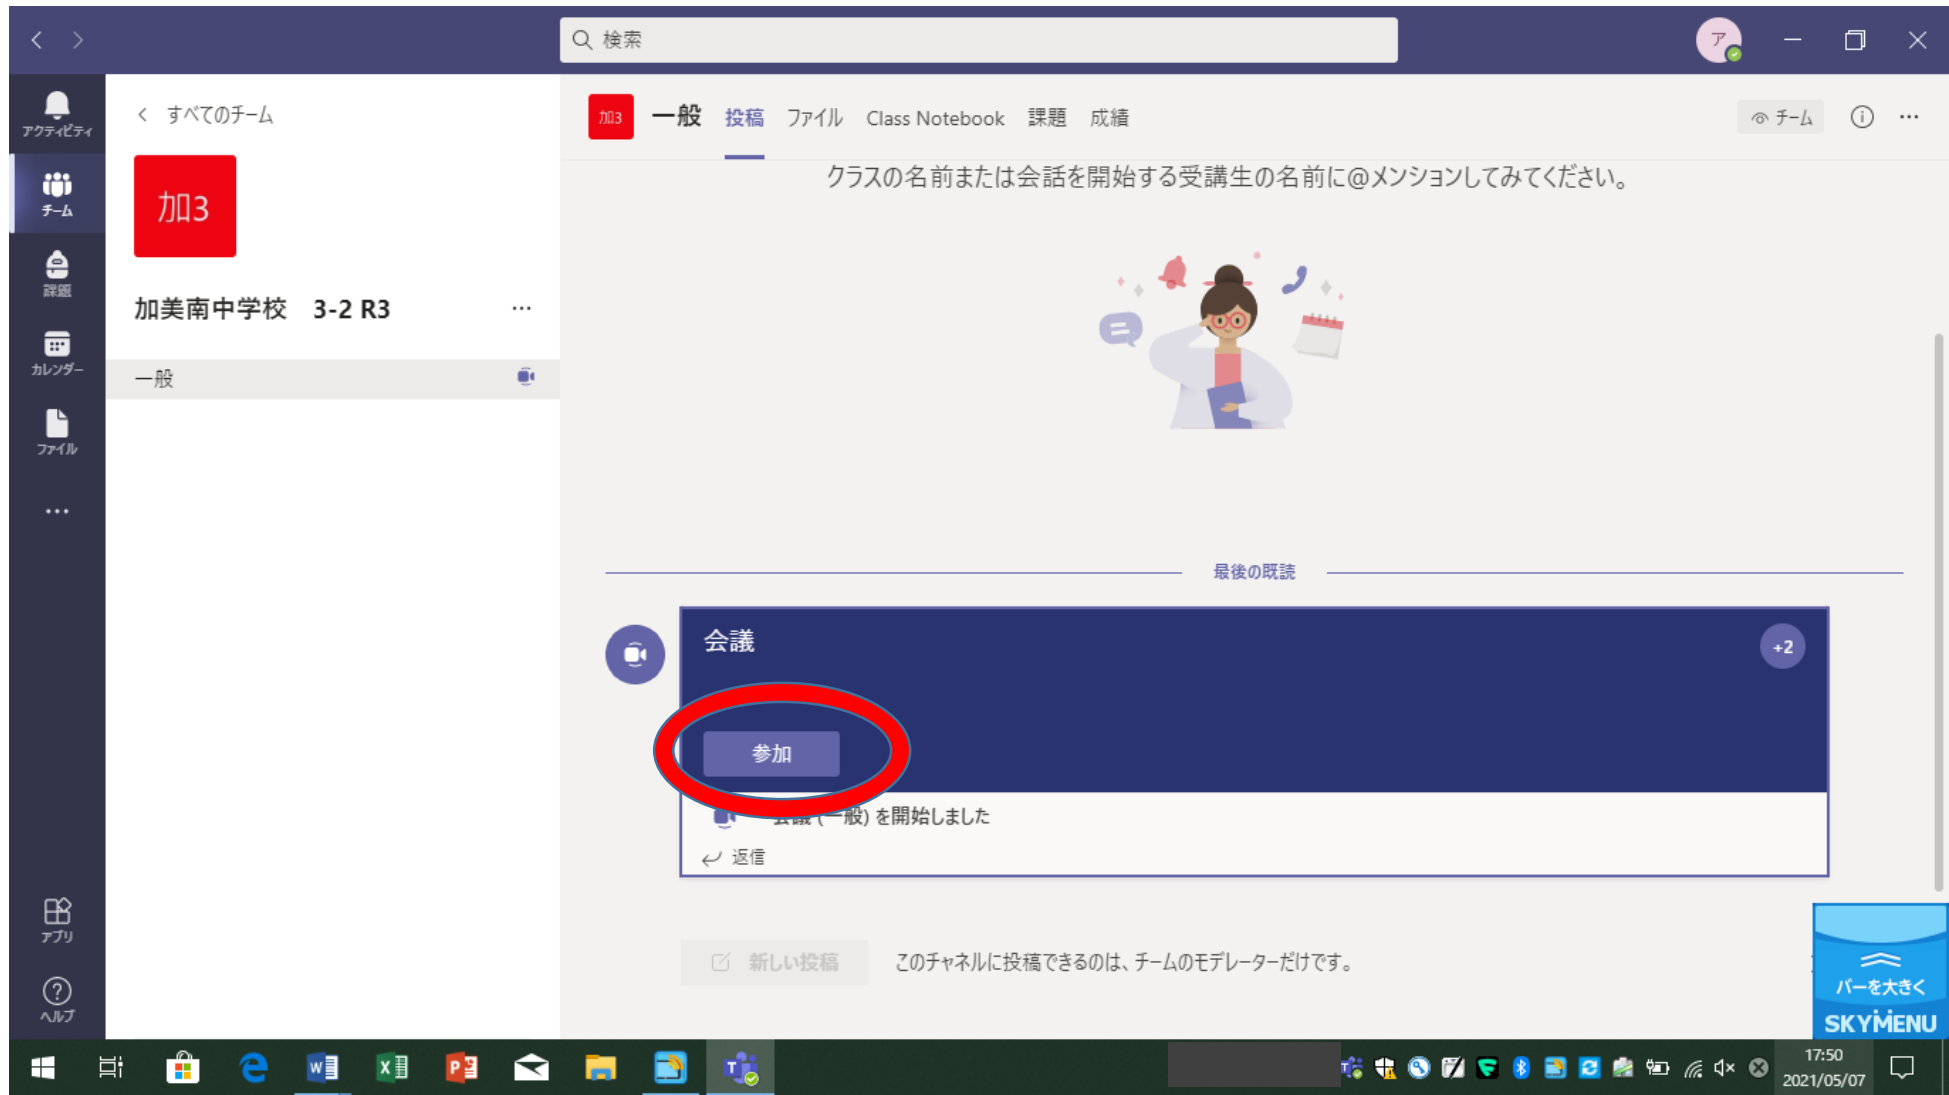 検索
ア
アクティビティ
チーム
課題
カレンダー
ファイル
アプリ
ヘルプ
すべてのチーム
加3
加美南中学校 3-2 R3
一般
加3 一般 投稿 ファイル Class Notebook 課題 成績
チーム
クラスの名前または会話を開始する受講生の名前に@メンションしてみてください。
最後の既読
会議
+2
参加
会議 (一般) を開始しました
返信
新しい投稿 このチャネルに投稿できるのは、チームのモデレーターだけです。
バーを大きく
SKYMENU
17:50
2021/05/07